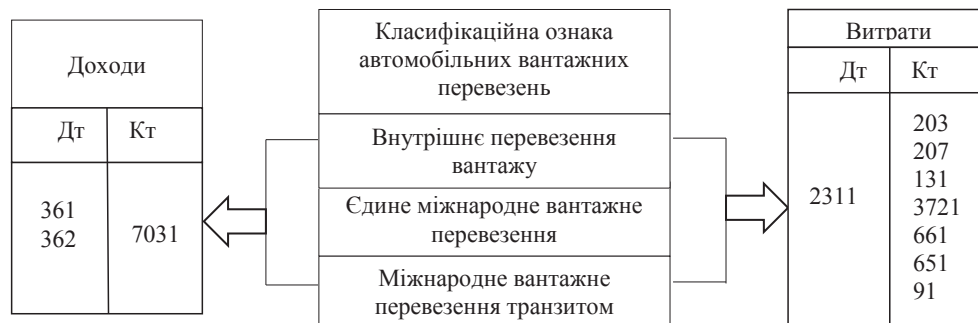 Доходи
Дт Кт
361
362
7031
Класифікаційна ознака
автомобільних вантажних
перевезень
Внутрішнє перевезення
вантажу
Єдине міжнародне вантажне
перевезення
Міжнародне вантажне
перевезення транзитом
Витрати
Дт Кт
2311
203
207
131
3721
661
651
91